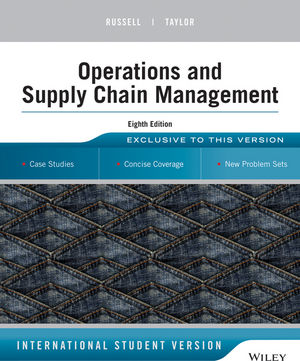 RUSSELL | TAYLOR
Operations and
Supply Chain Management
Eighth Edition
EXCLUSIVE TO THIS VERSION
• Case Studies • Concise Coverage • New Problem Sets
INTERNATIONAL STUDENT VERSION
WILEY